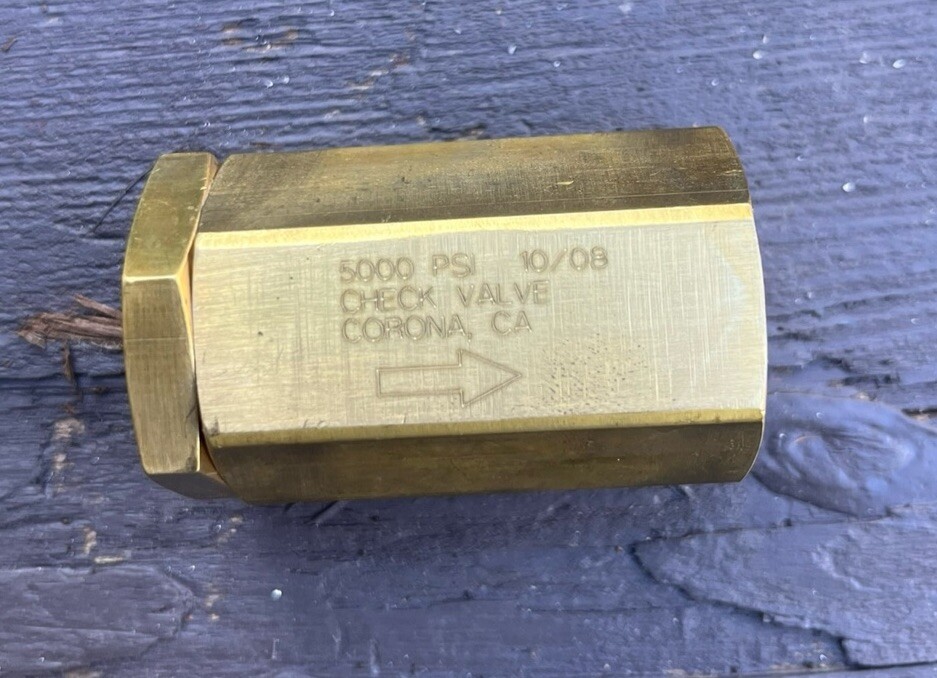 5000 PSI 10/08
CHECK VALVE
CORONA, CA